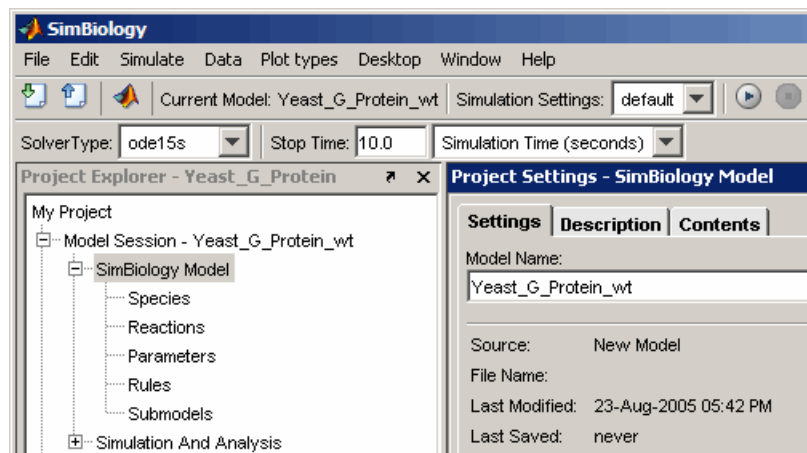 SimBiology
File Edit Simulate Data Plot types Desktop Window Help
Current Model: Yeast_G_Protein_wt Simulation Settings: default
SolverType: ode15s Stop Time: 10.0 Simulation Time (seconds)
Project Explorer - Yeast_G_Protein
My Project
Model Session - Yeast_G_Protein_wt
SimBiology Model
Species
Reactions
Parameters
Rules
Submodels
Simulation And Analysis
Project Settings - SimBiology Model
Settings Description Contents
Model Name:
Yeast_G_Protein_wt
Source: New Model
File Name:
Last Modified: 23-Aug-2005 05:42 PM
Last Saved: never